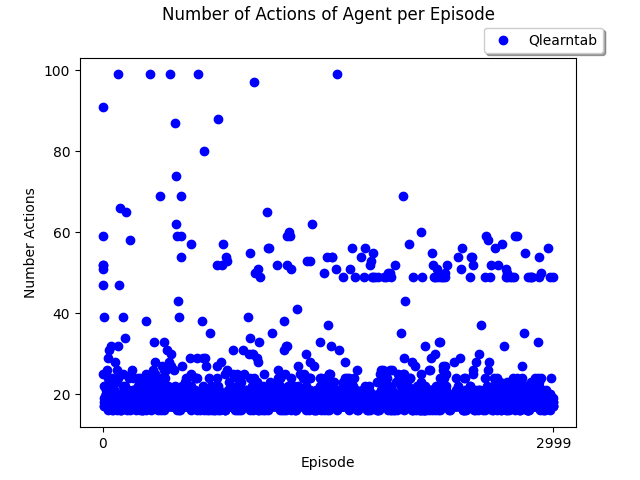 Number of Actions of Agent per Episode
Qlearntab
100
80
60
40
20
Number Actions
0
2999
Episode